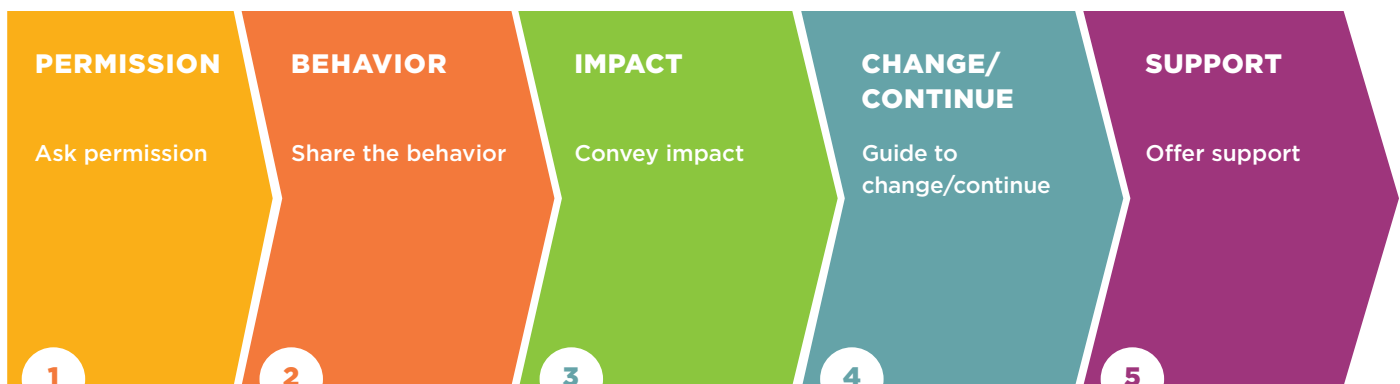 PERMISSION
Ask permission
1
BEHAVIOR
Share the behavior
2
IMPACT
Convey impact
3
CHANGE/
CONTINUE
Guide to
change/continue
4
SUPPORT
Offer support
5